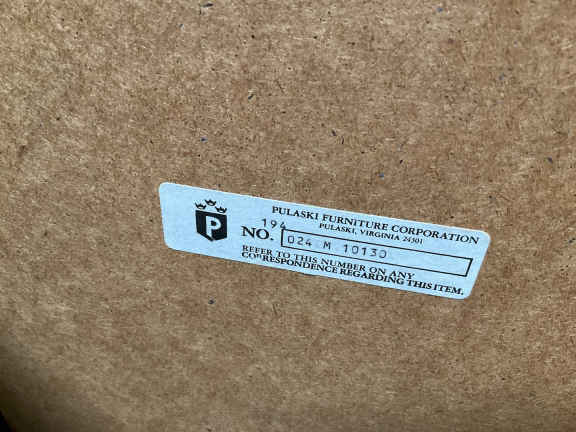 P
PULASKI FURNITURE CORPORATION
PULASKI, VIRGINIA 24301
194
NO. 024 M 10130
REFER TO THIS NUMBER ON ANY
CORRESPONDENCE REGARDING THIS ITEM.